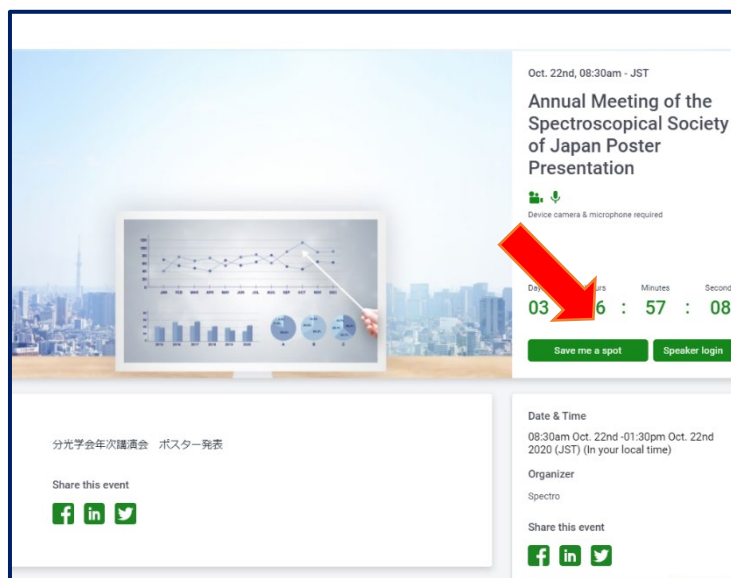 Oct. 22nd, 08:30am - JST
Annual Meeting of the
Spectroscopical Society
of Japan Poster
Presentation
Device camera & microphone required
Minutes
03 6 : 57 : 08
Save me a spot
Speaker login
分光学会年次講演会 ポスター発表
Share this event
Date & Time
08:30am Oct. 22nd -01:30pm Oct. 22nd
2020 (JST) (In your local time)
Organizer
Spectro
Share this event